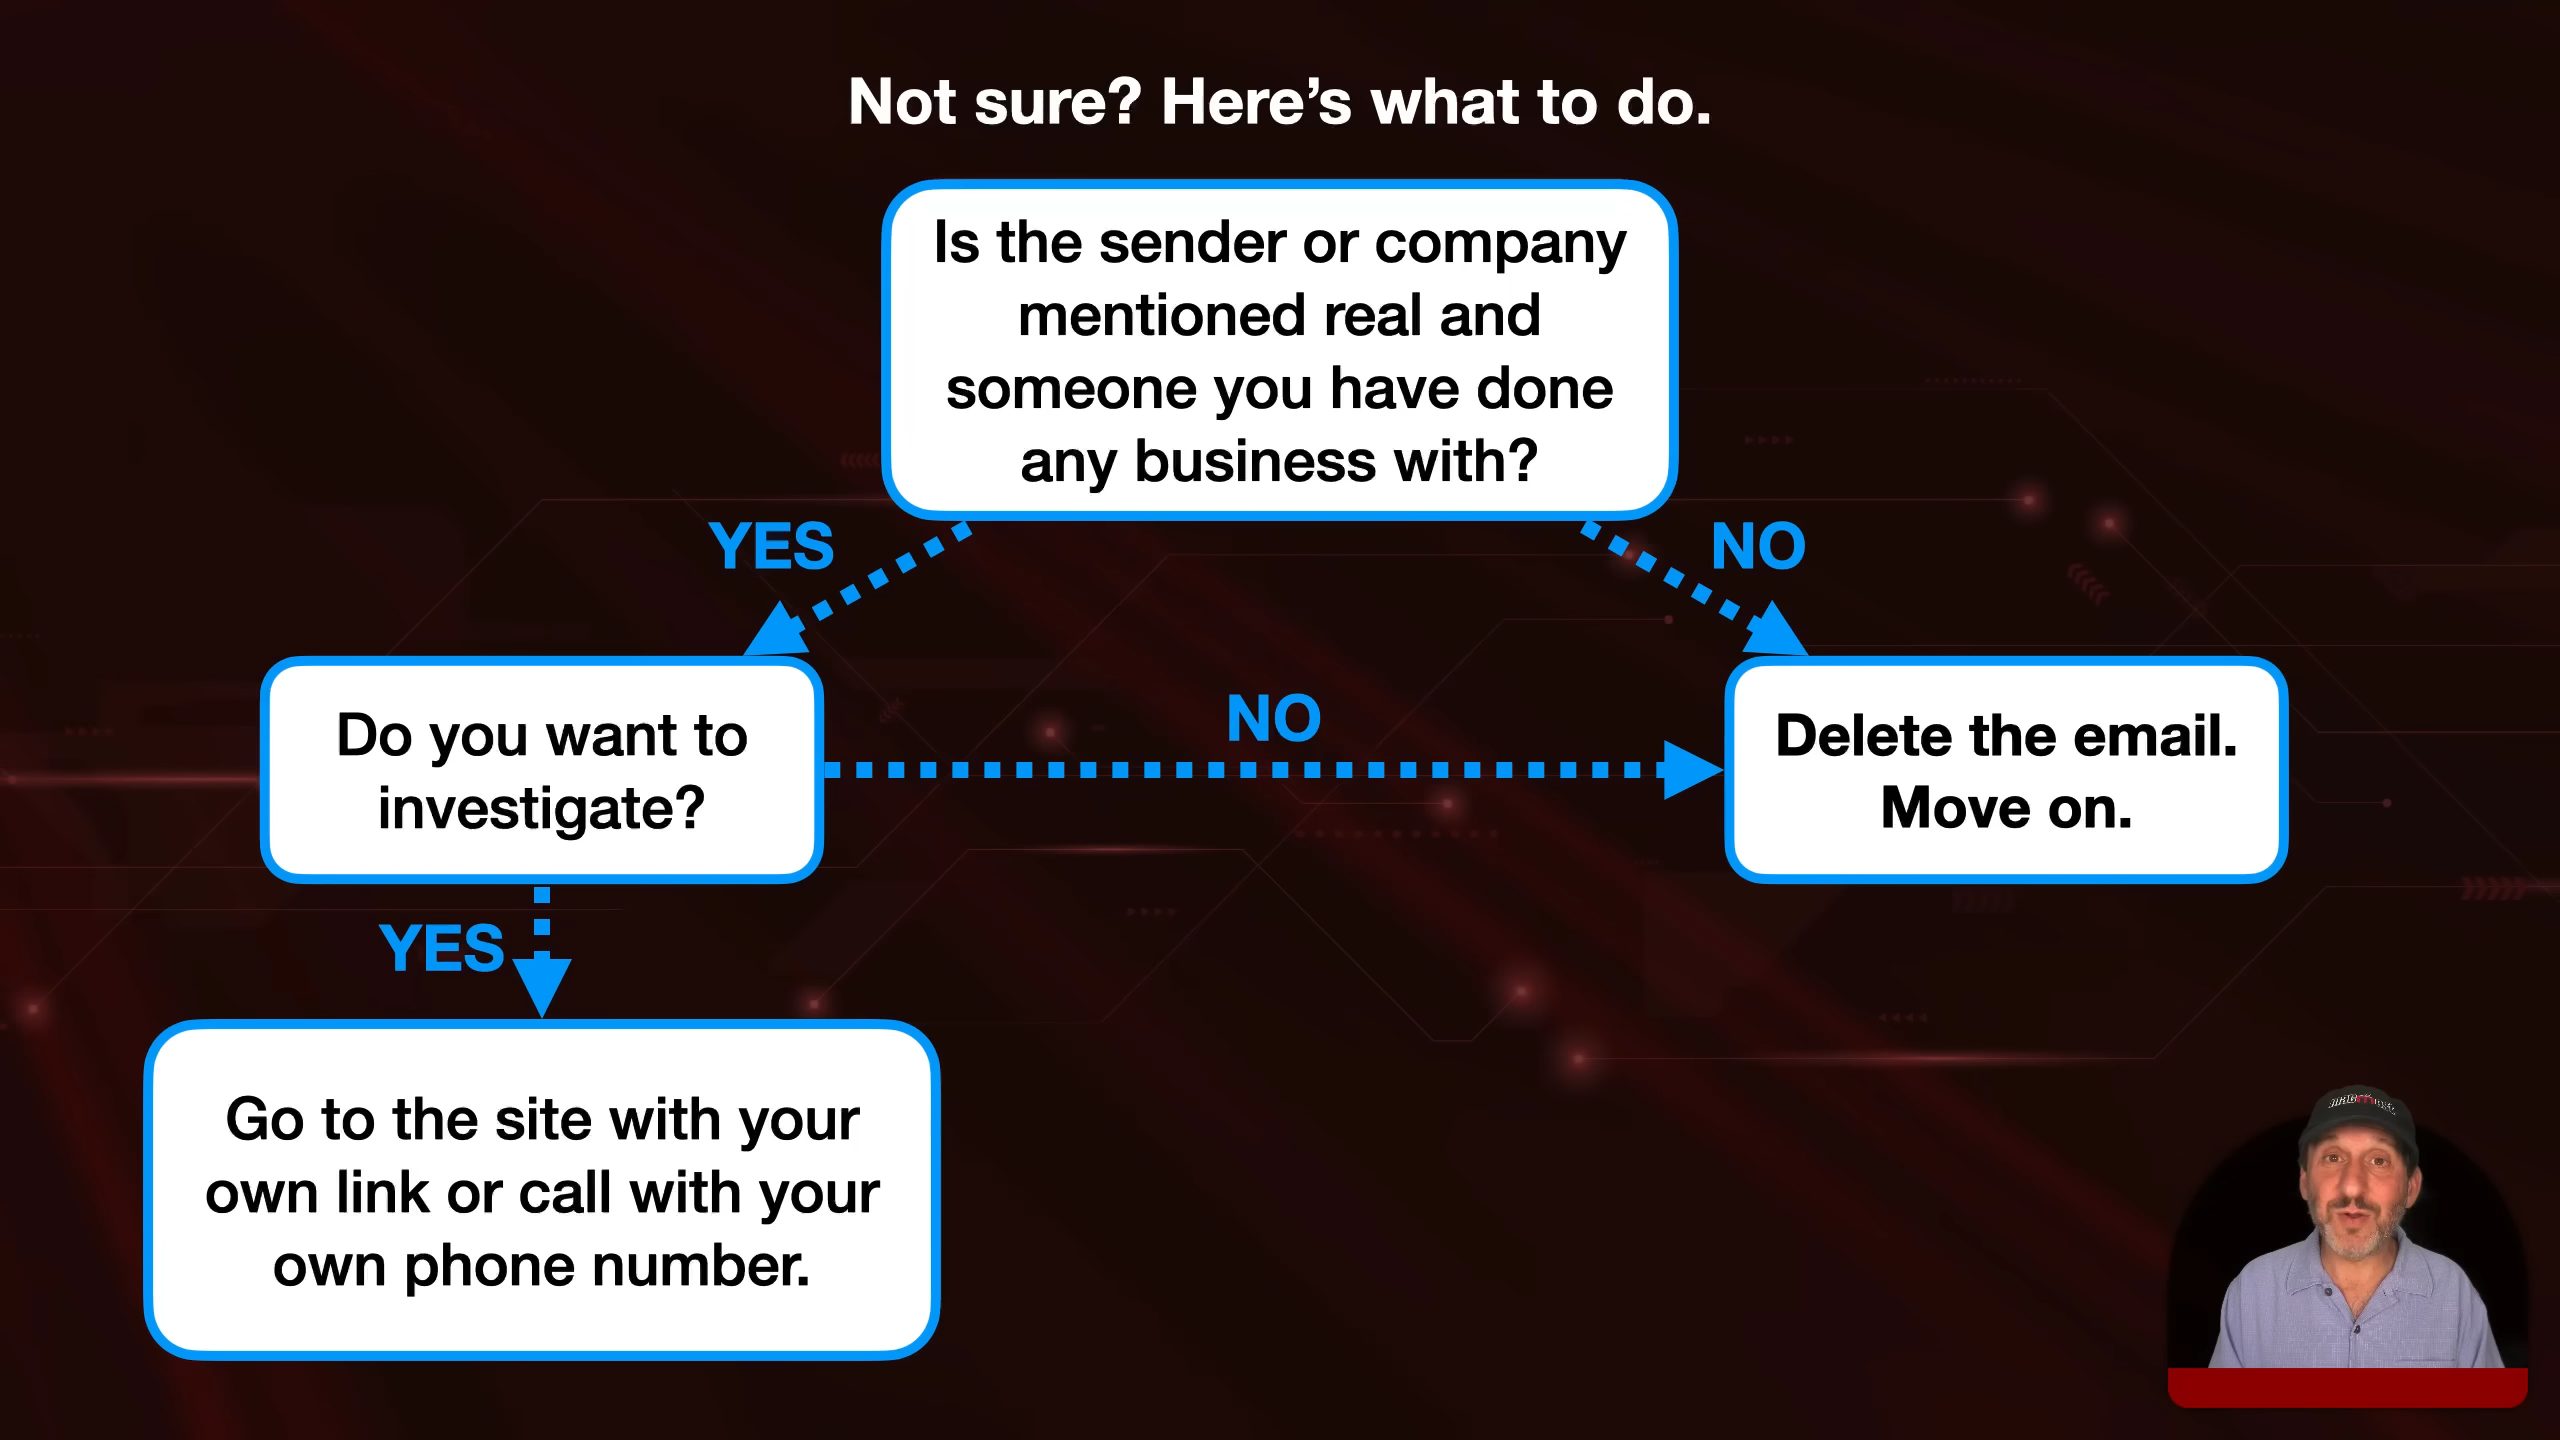 Not sure? Here’s what to do.
Is the sender or company
mentioned real and
someone you have done
any business with?
YES
NO
Do you want to
investigate?
NO
Delete the email.
Move on.
YES
Go to the site with your
own link or call with your
own phone number.